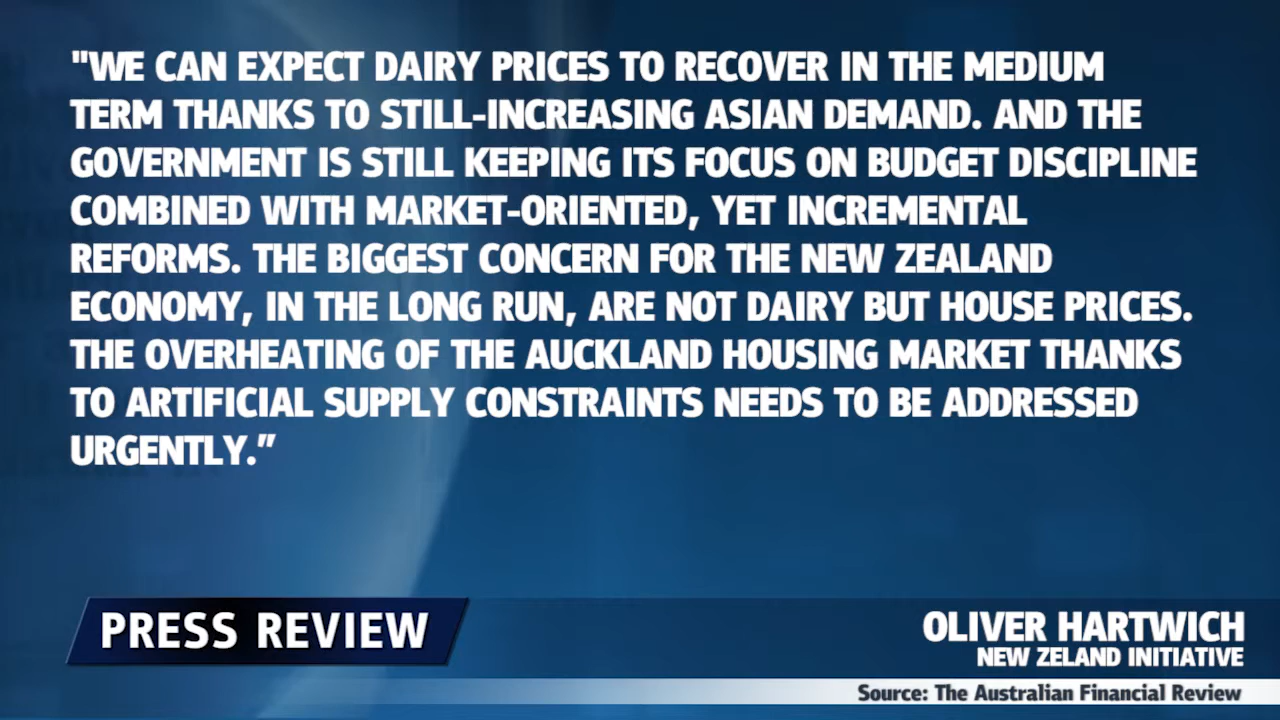 "WE CAN EXPECT DAIRY PRICES TO RECOVER IN THE MEDIUM
TERM THANKS TO STILL-INCREASING ASIAN DEMAND. AND THE
GOVERNMENT IS STILL KEEPING ITS FOCUS ON BUDGET DISCIPLINE
COMBINED WITH MARKET-ORIENTED, YET INCREMENTAL
REFORMS. THE BIGGEST CONCERN FOR THE NEW ZEALAND
ECONOMY, IN THE LONG RUN, ARE NOT DAIRY BUT HOUSE PRICES.
THE OVERHEATING OF THE AUCKLAND HOUSING MARKET THANKS
TO ARTIFICIAL SUPPLY CONSTRAINTS NEEDS TO BE ADDRESSED
URGENTLY.”
PRESS REVIEW
OLIVER HARTWICH
NEW ZELAND INITIATIVE
Source: The Australian Financial Review